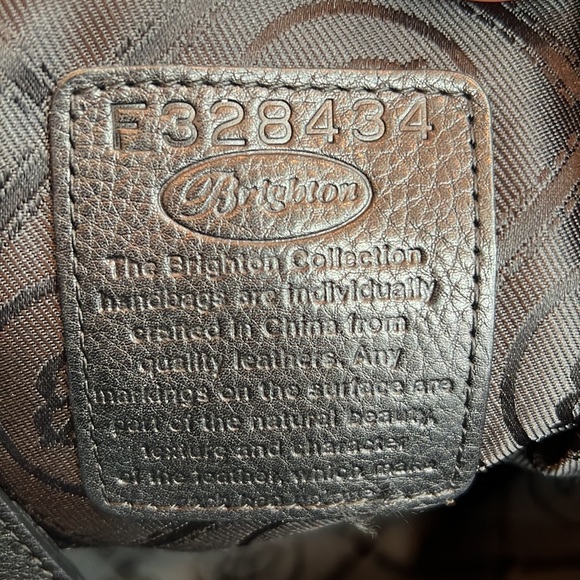 F328434
Brighton
The Brighton Collection
handbags are individually
crafted in China from
quality leathers. Any
markings on the surface are
part of the natural beauty,
texture and character
of the leather, which make